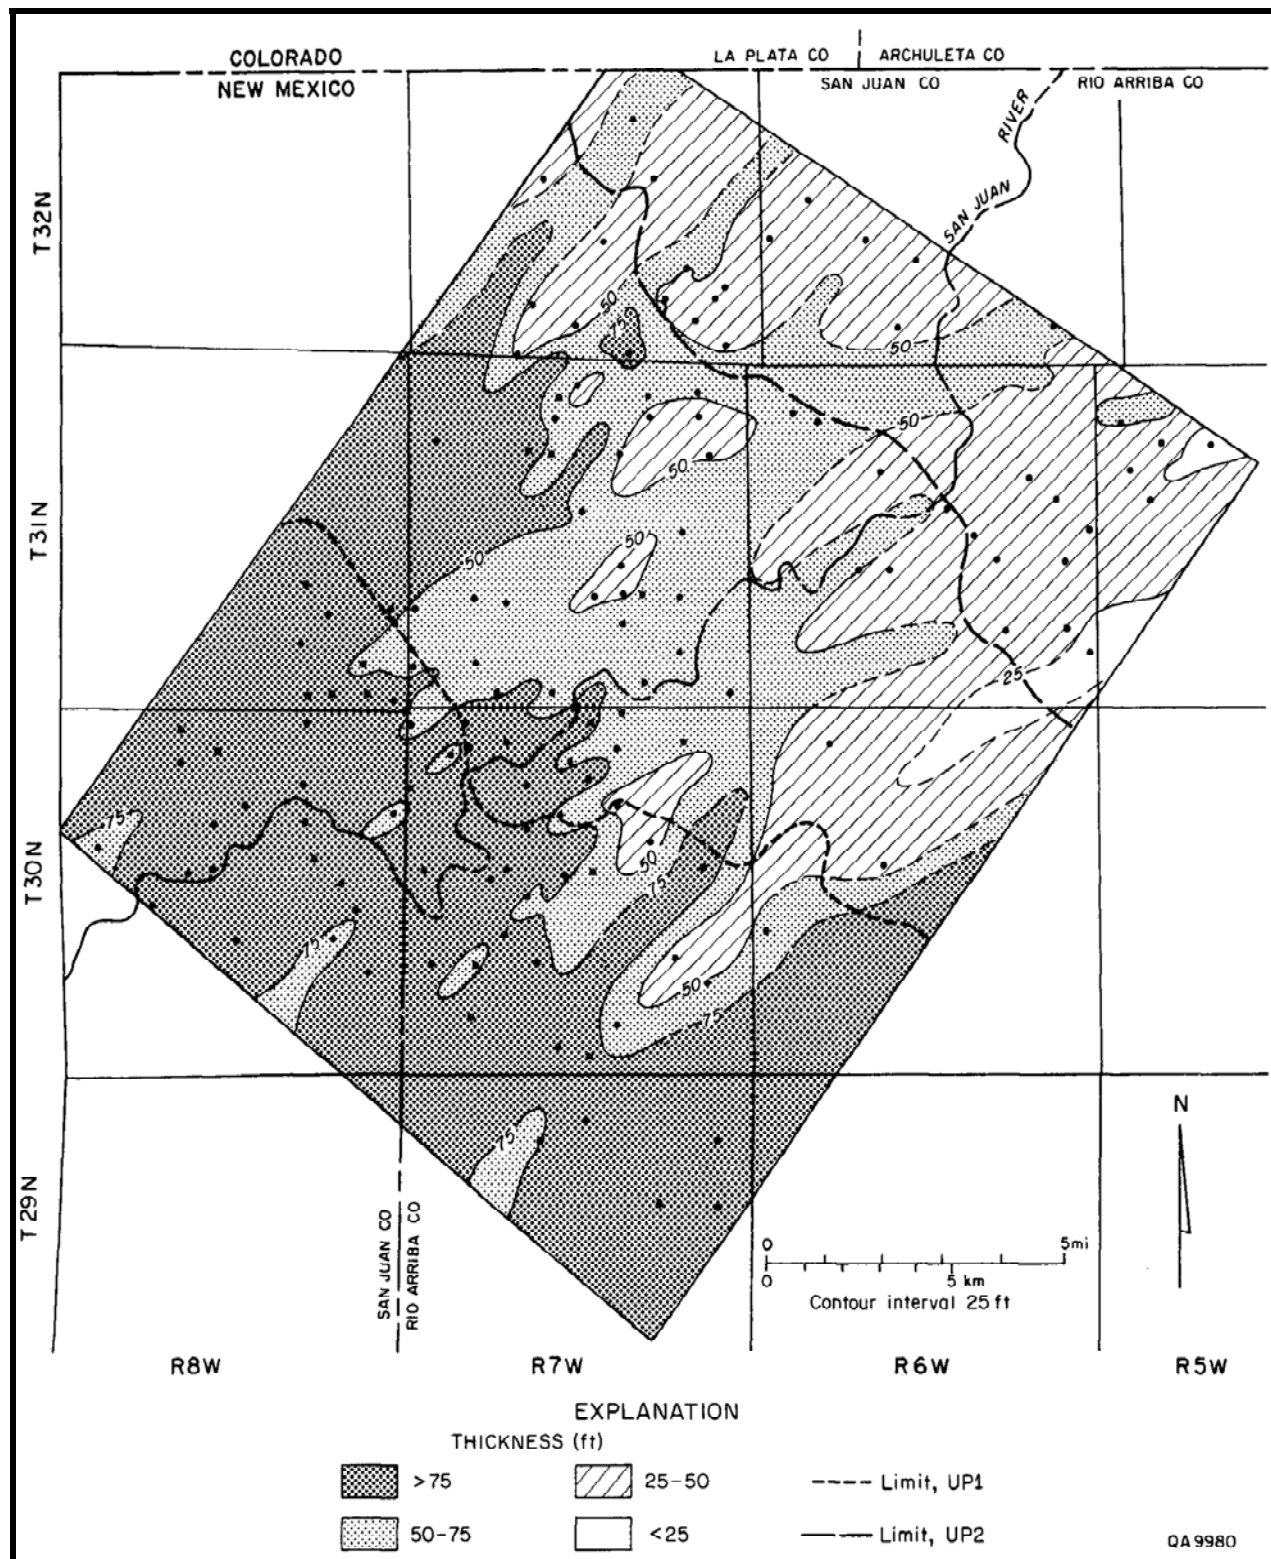 COLORADO
NEW MEXICO
LA PLATA CO
ARCHULETA CO
SAN JUAN CO
RIO ARRIBA CO
SAN JUAN RIVER
T32N
T31N
T30N
T29N
50
75
50
50
50
50
50
25
75
50
75
75
50
75
75
SAN JUAN CO
RIO ARRIBA CO
N
0 5mi
0 5 km
Contour interval 25 ft
R8W R7W R6W R5W
EXPLANATION
THICKNESS (ft)
>75 25-50 Limit, UP1
50-75 <25 Limit, UP2
QA9980